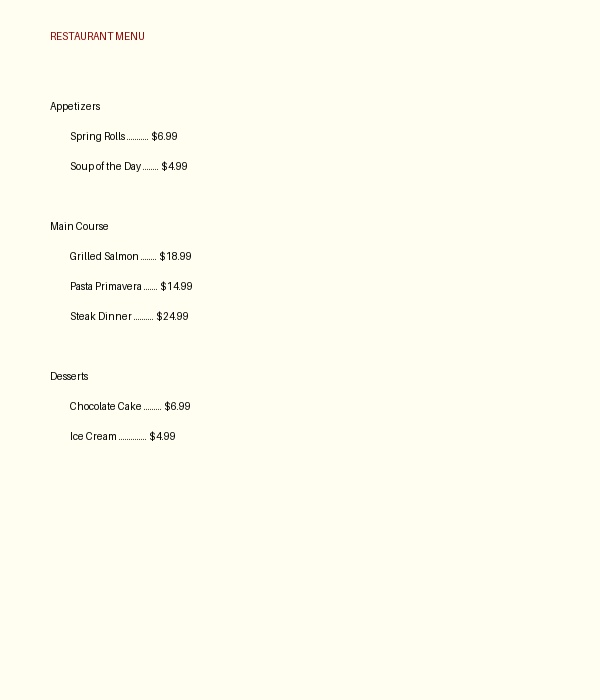 RESTAURANT MENU
Appetizers
Spring Rolls .......... $6.99
Soup of the Day ....... $4.99
Main Course
Grilled Salmon ....... $18.99
Pasta Primavera ...... $14.99
Steak Dinner ......... $24.99
Desserts
Chocolate Cake ........ $6.99
Ice Cream ............. $4.99